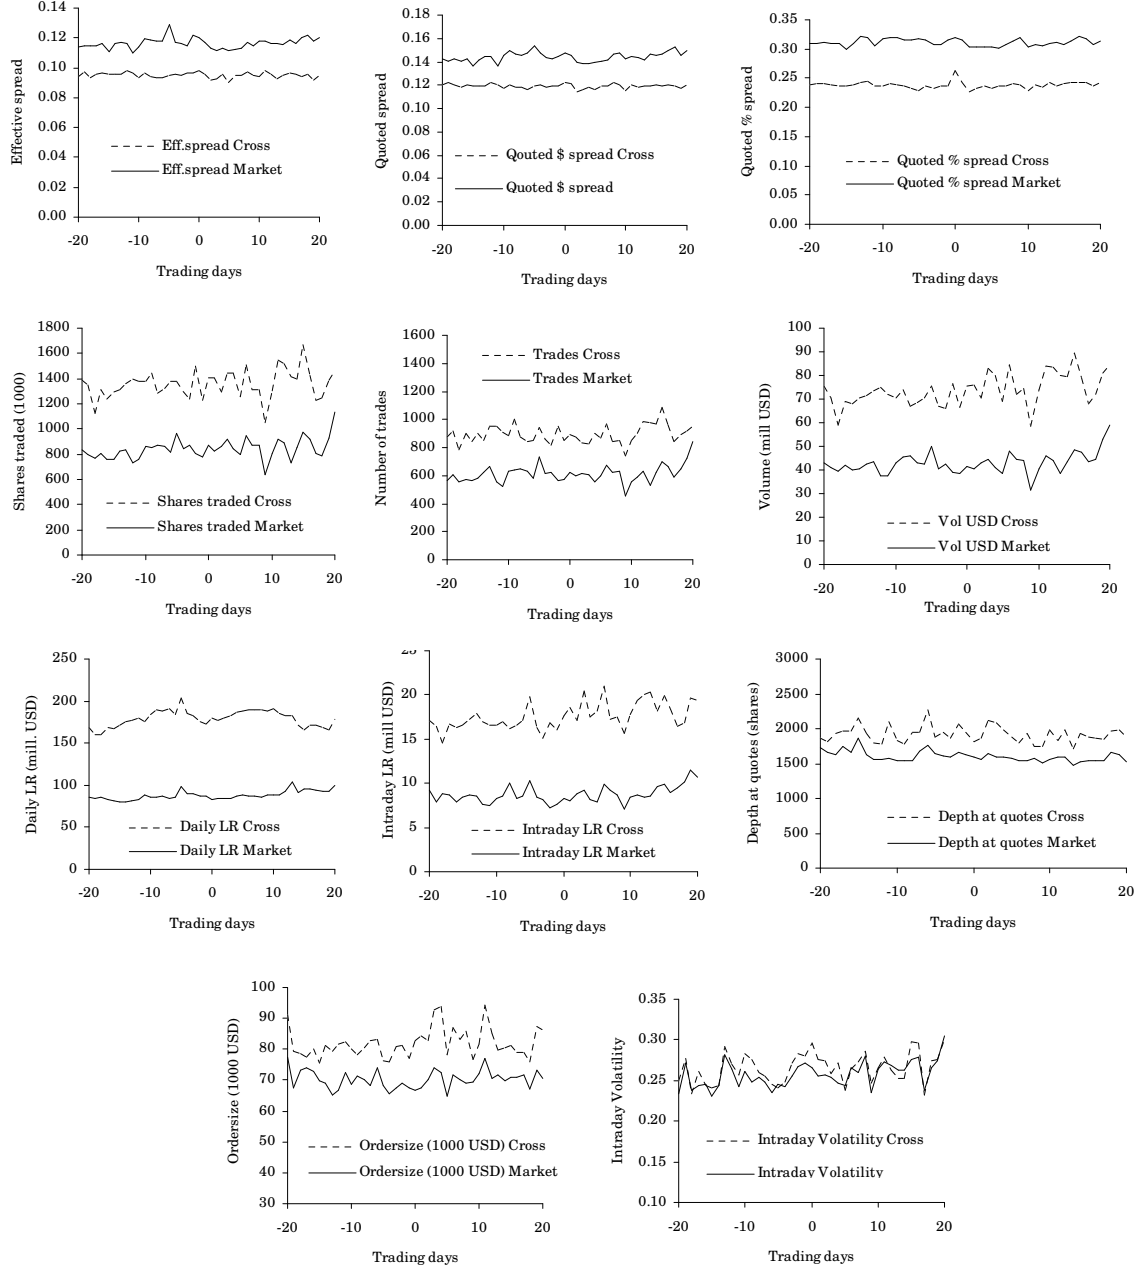 0.14
0.12
0.10
0.08
0.06
0.04
0.02
0.00
Effective spread
Eff.spread Cross
Eff.spread Market
-20 -10 0 10 20
Trading days
0.18
0.16
0.14
0.12
0.10
0.08
0.06
0.04
0.02
0.00
Quoted spread
Qouted $ spread Cross
Quoted $ spread
-20 -10 0 10 20
Trading days
0.35
0.30
0.25
0.20
0.15
0.10
0.05
0.00
Quoted % spread
Quoted % spread Cross
Quoted % spread Market
-20 -10 0 10 20
Trading days
1800
1600
1400
1200
1000
800
600
400
200
0
Shares traded (1000)
Shares traded Cross
Shares traded Market
-20 -10 0 10 20
Trading days
1600
1400
1200
1000
800
600
400
200
0
Number of trades
Trades Cross
Trades Market
-20 -10 0 10 20
Trading days
100
90
80
70
60
50
40
30
20
10
0
Volume (mill USD)
Vol USD Cross
Vol USD Market
-20 -10 0 10 20
Trading days
250
200
150
100
50
0
Daily LR (mill. USD)
Daily LR Cross
Daily LR Market
-20 -10 0 10 20
Trading days
25
20
15
10
5
0
Intraday LR (mill USD)
Intraday LR Cross
Intraday LR Market
-20 -10 0 10 20
Trading days
3000
2500
2000
1500
1000
500
0
Depth at quotes (shares)
Depth at quotes Cross
Depth at quotes Market
-20 -10 0 10 20
Trading days
100
90
80
70
60
50
40
30
Ordersize (1000 USD)
Ordersize (1000 USD) Cross
Ordersize (1000 USD) Market
-20 -10 0 10 20
Trading days
0.35
0.30
0.25
0.20
0.15
0.10
Intraday Volatility
Intraday Volatility Cross
Intraday Volatility
-20 -10 0 10 20
Trading days